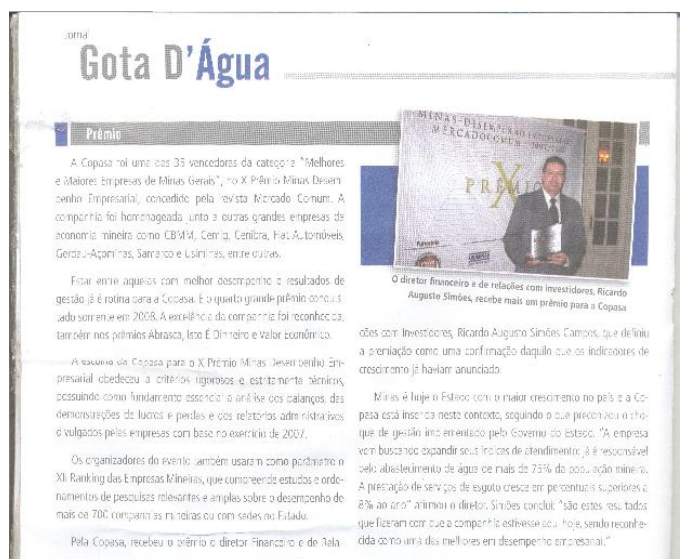 Jornal
Gota D'Água
Prêmio
A Copasa foi uma das 35 vencedoras da categoria "Melhores
e Maiores Empresas de Minas Gerais", no X Prêmio Minas Desem-
penho Empresarial, concedido pela revista Mercado Comum. A
companhia foi homenageada junto a outras grandes empresas da
economia mineira como CBMM, Cemig, Cenibra, Fiat Automóveis,
Gerdau-Açominas, Samarco e Usiminas, entre outras.
Estar entre aquelas com melhor desempenho e resultados de
gestão já é rotina para a Copasa. É o quarto grande prêmio conquis-
tado somente em 2008. A excelência da companhia foi reconhecida,
também nos prêmios Abrasca, Isto É Dinheiro e Valor Econômico.
A escolha da Copasa para o X Prêmio Minas Desempenho Em-
presarial obedeceu a critérios rigorosos e estritamente técnicos,
possuindo como fundamento essencial a análise dos balanços, das
demonstrações de lucros e perdas e dos relatórios administrativos
divulgados pelas empresas com base no exercício de 2007.
Os organizadores do evento também usaram como parâmetro o
XII Ranking das Empresas Mineiras, que compreende estudos e orde-
namentos de pesquisas relevantes e amplas sobre o desempenho de
mais de 700 companhias mineiras ou com sedes no Estado.
Pela Copasa, recebeu o prêmio o diretor Financeiro e de Rela-
MINAS-DESEMPENHO EMPRESARIAL
MERCADOCOMUM
X
PRÊMIO
O diretor financeiro e de relações com investidores, Ricardo
Augusto Simões, recebe mais um prêmio para a Copasa
ções com Investidores, Ricardo Augusto Simões Campos, que definiu
a premiação como uma confirmação daquilo que os indicadores de
crescimento já haviam anunciado.
Minas é hoje o Estado com o maior crescimento no país e a Co-
pasa está inserida neste contexto, seguindo o que preconizou o cho-
que de gestão implementado pelo Governo do Estado. "A empresa
vem buscando expandir seus índices de atendimento: já é responsável
pelo abastecimento de água de mais de 75% da população mineira.
A prestação de serviços de esgoto cresce em percentuais superiores a
8% ao ano" afirmou o diretor. Simões conclui: "são estes resultados
que fizeram com que a companhia estivesse aqui hoje, sendo reconhe-
cida como uma das melhores em desempenho empresarial."